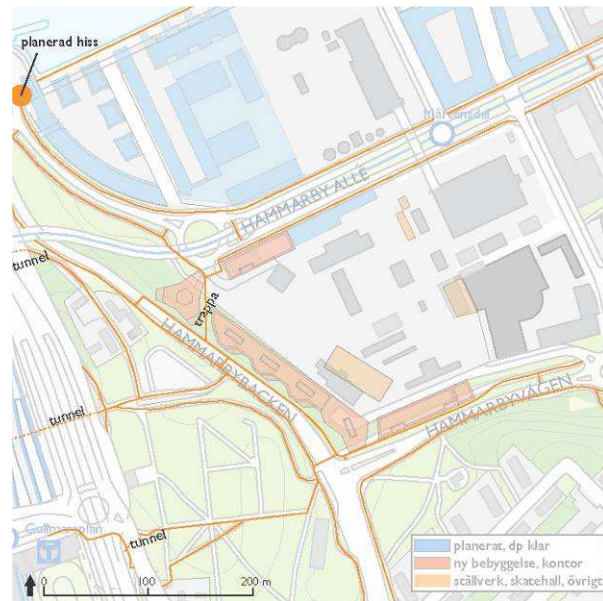 planerad hiss
Mårtensdal
HAMMARBY ALLÉ
tunnel
trappa
HAMMARBYBACKEN
HAMMARBYVÄGEN
tunnel
Gullmarsplan
T
tunnel
planerat, dp klar
ny bebyggelse, kontor
ställverk, skatehall, övrigt
0 100 200 m